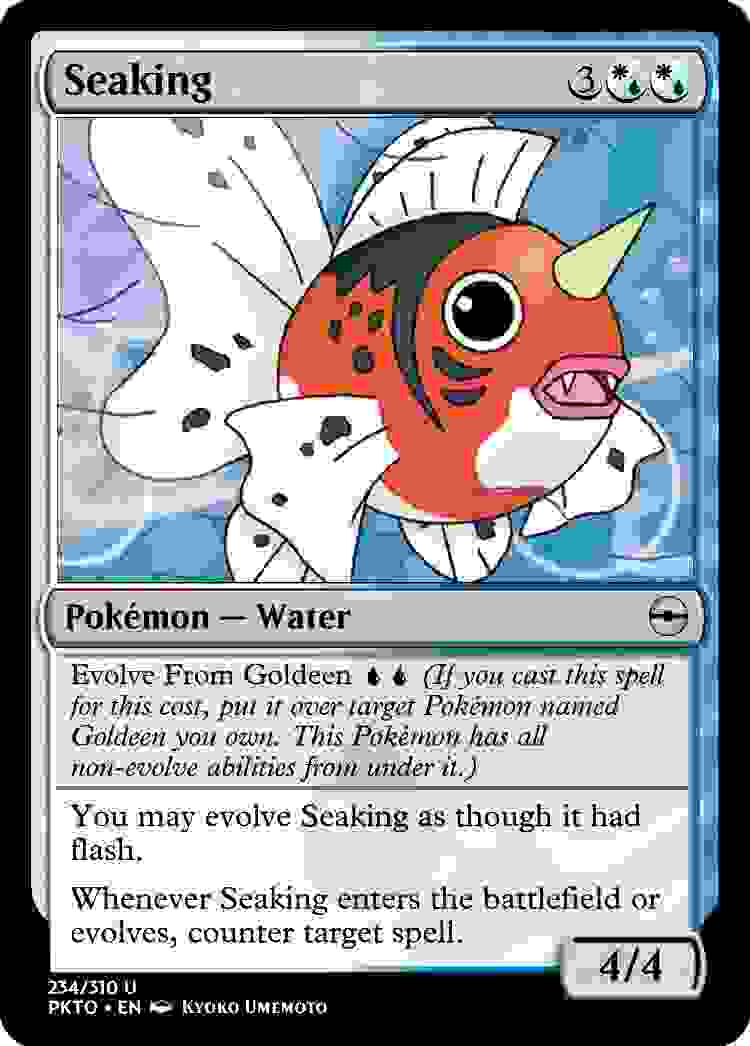 Seaking 3
Pokémon — Water
Evolve From Goldeen (If you cast this spell
for this cost, put it over target Pokémon named
Goldeen you own. This Pokémon has all
non-evolve abilities from under it.)
You may evolve Seaking as though it had
flash.
Whenever Seaking enters the battlefield or
evolves, counter target spell.
4/4
234/310 U
PKTO • EN Kyoko Umemoto